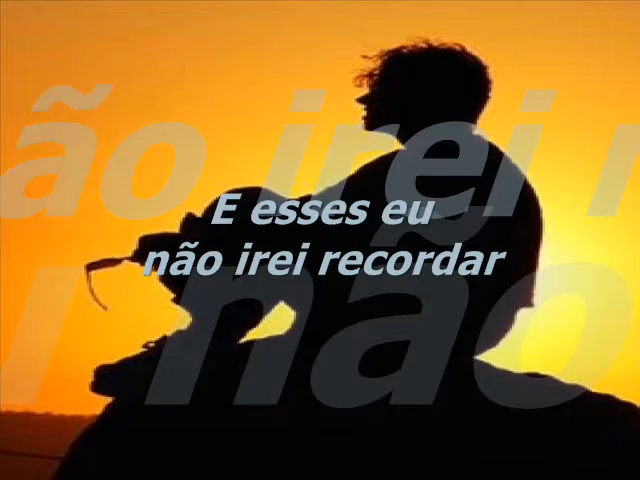 ão irei r
E esses eu
não irei recordar
i não